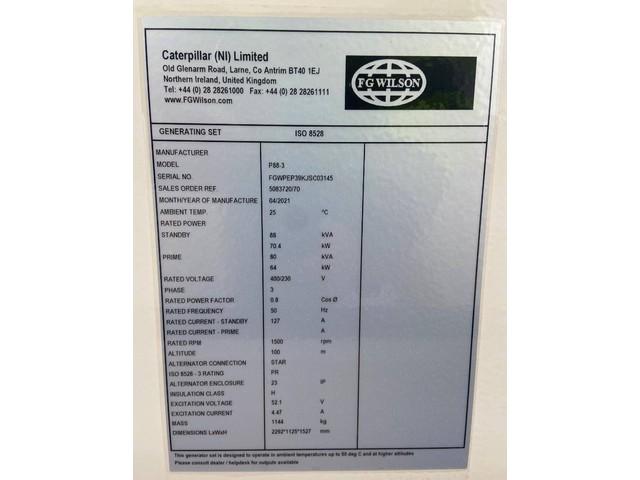 Caterpillar (NI) Limited
Old Glenarm Road, Larne, Co Antrim BT40 1EJ
Northern Ireland, United Kingdom
Tel: +44 (0) 28 28261000 Fax: +44 (0) 28 28261111
www.FGWilson.com
FG WILSON
GENERATING SET ISO 8528
MANUFACTURER
MODEL P88-3
SERIAL NO. FGWPEP39KJSC03145
SALES ORDER REF. 5083720/70
MONTH/YEAR OF MANUFACTURE 04/2021
AMBIENT TEMP. 25 °C
RATED POWER
STANDBY 88 kVA
70.4 kW
PRIME 80 kVA
64 kW
RATED VOLTAGE 400/230 V
PHASE 3
RATED POWER FACTOR 0.8 Cos Ø
RATED FREQUENCY 50 Hz
RATED CURRENT - STANDBY 127 A
RATED CURRENT - PRIME A
RATED RPM 1500 rpm
ALTITUDE 100 m
ALTERNATOR CONNECTION STAR
ISO 8528 - 3 RATING PR
ALTERNATOR ENCLOSURE 23 IP
INSULATION CLASS H
EXCITATION VOLTAGE 52.1 V
EXCITATION CURRENT 4.47 A
MASS 1144 kg
DIMENSIONS LxWxH 2292*1125*1527 mm
This generator set is designed to operate in ambient temperatures up to 50 deg C and at higher altitudes
Please consult dealer / helpdesk for outputs available